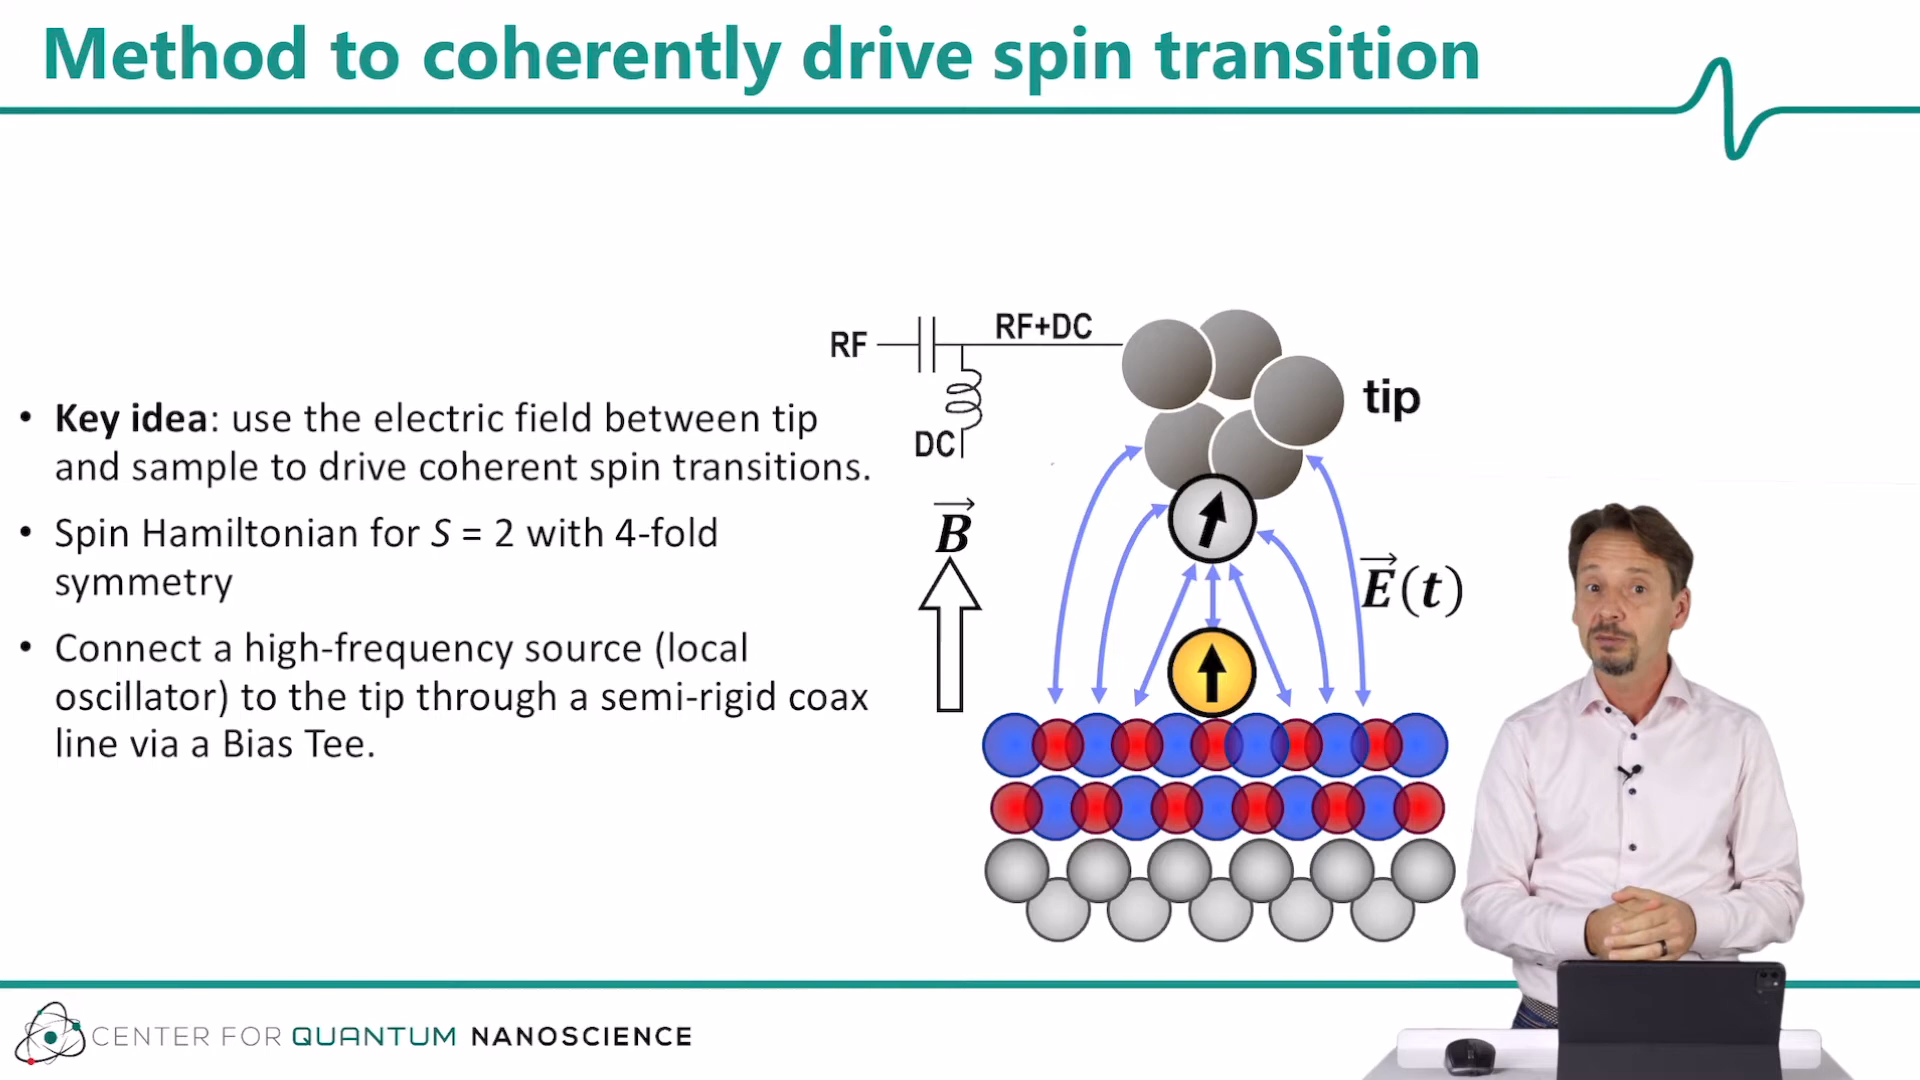 Method to coherently drive spin transition
• Key idea: use the electric field between tip
and sample to drive coherent spin transitions.
• Spin Hamiltonian for S = 2 with 4-fold
symmetry
• Connect a high-frequency source (local
oscillator) to the tip through a semi-rigid coax
line via a Bias Tee.
RF
RF+DC
DC
tip
B⃗
E⃗(t)
CENTER FOR QUANTUM NANOSCIENCE